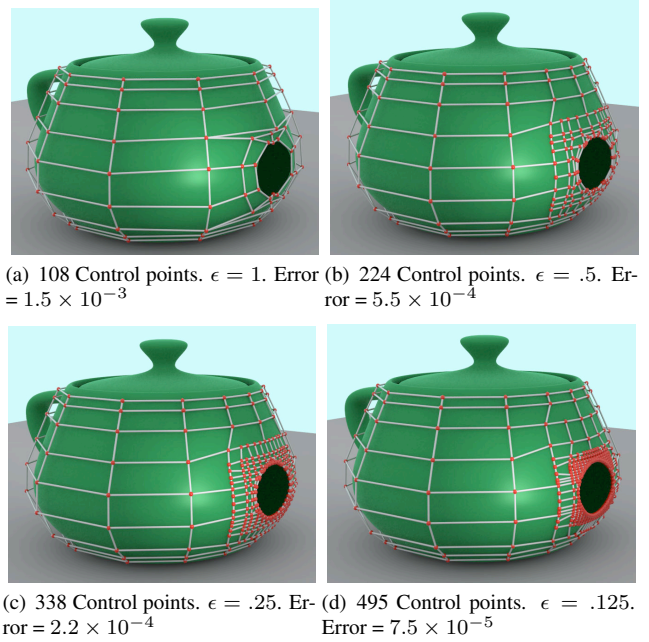 (a) 108 Control points. ϵ = 1. Error
= 1.5 × 10⁻³
(b) 224 Control points. ϵ = .5. Er-
ror = 5.5 × 10⁻⁴
(c) 338 Control points. ϵ = .25. Er-
ror = 2.2 × 10⁻⁴
(d) 495 Control points. ϵ = .125.
Error = 7.5 × 10⁻⁵